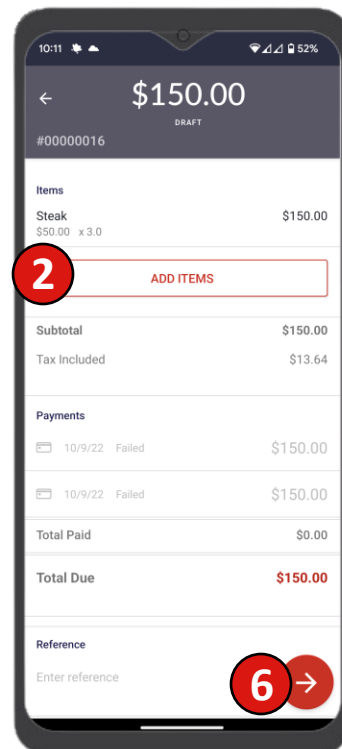 10:11 52%
$150.00
DRAFT
#00000016
Items
Steak $150.00
$50.00 x 3.0
2 ADD ITEMS
Subtotal $150.00
Tax Included $13.64
Payments
10/9/22 Failed $150.00
10/9/22 Failed $150.00
Total Paid $0.00
Total Due $150.00
Reference
Enter reference 6